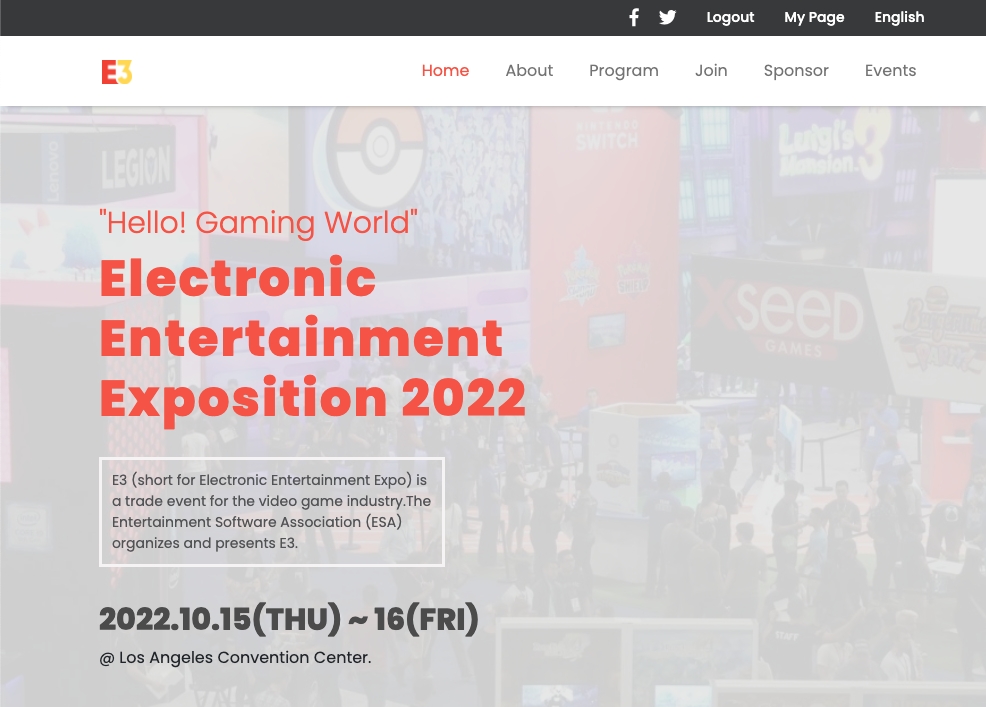 Logout My Page English
E3
Home About Program Join Sponsor Events
LEGION
Lenovo
NINTENDO
SWITCH
Luigi's
Mansion 3
"Hello! Gaming World"
Electronic
Entertainment
Exposition 2022
XSEED
GAMES
E3 (short for Electronic Entertainment Expo) is
a trade event for the video game industry.The
Entertainment Software Association (ESA)
organizes and presents E3.
2022.10.15(THU) ~ 16(FRI)
@ Los Angeles Convention Center.
STAFF